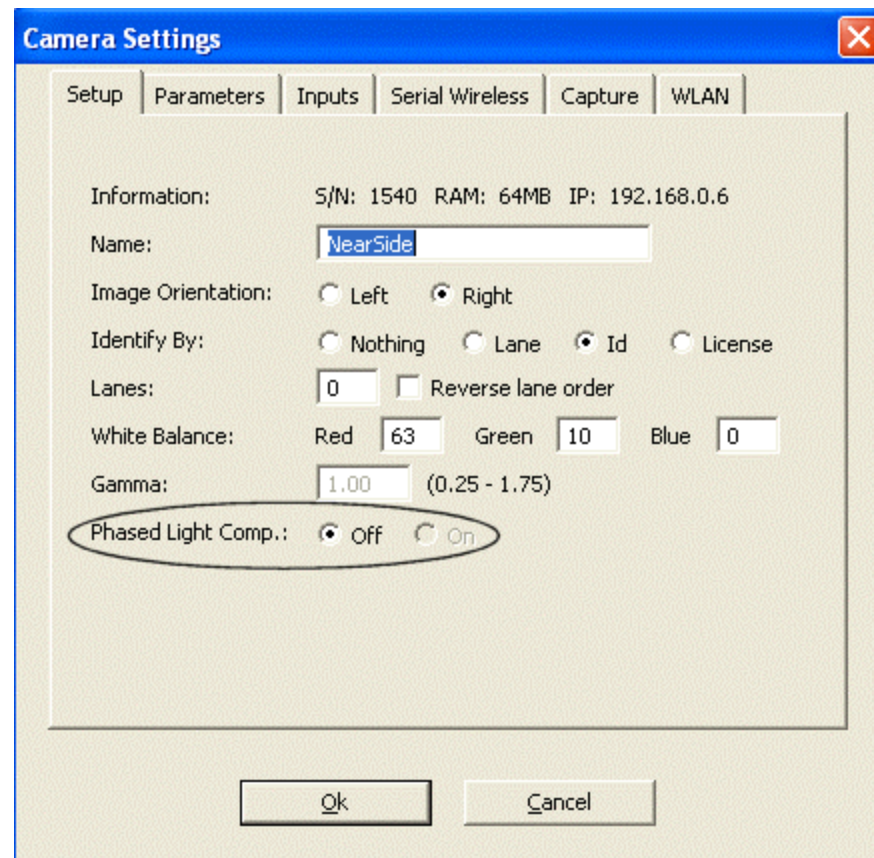 Camera Settings
Setup Parameters Inputs Serial Wireless Capture WLAN
Information: S/N: 1540 RAM: 64MB IP: 192.168.0.6
Name: NearSide
Image Orientation: Left Right
Identify By: Nothing Lane Id License
Lanes: 0 Reverse lane order
White Balance: Red 63 Green 10 Blue 0
Gamma: 1.00 (0.25 - 1.75)
Phased Light Comp.: Off On
Ok Cancel